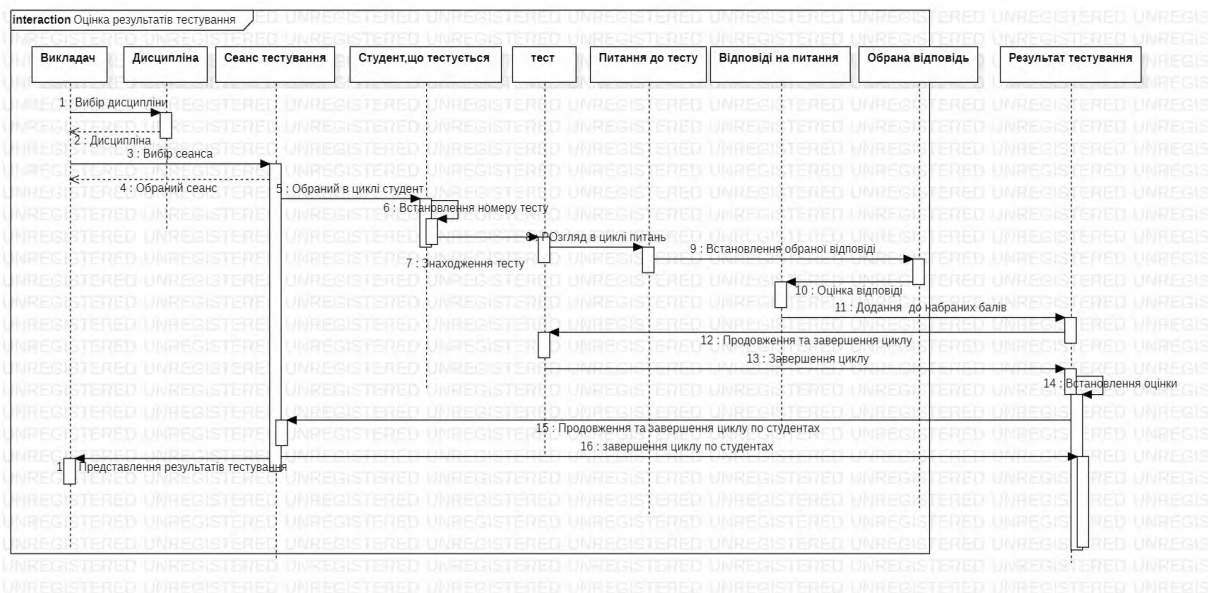 interaction Оцінка результатів тестування
Викладач
Дисципліна
Сеанс тестування
Студент,що тестується
тест
Питання до тесту
Відповіді на питання
Обрана відповідь
Результат тестування
1 : Вибір дисципліни
2 : Дисципліна
3 : Вибір сеанса
4 : Обраний сеанс
5 : Обраний в циклі студент
6 : Встановлення номеру тесту
8 : РОзгляд в циклі питань
7 : Знаходження тесту
9 : Встановлення обраної відповіді
10 : Оцінка відповіді
11 : Додання до набраних балів
12 : Продовження та завершення циклу
13 : Завершення циклу
14 : Встановлення оцінки
15 : Продовження та завершення циклу по студентах
16 : завершення циклу по студентах
1 : Представлення результатів тестування
UNREGISTERED